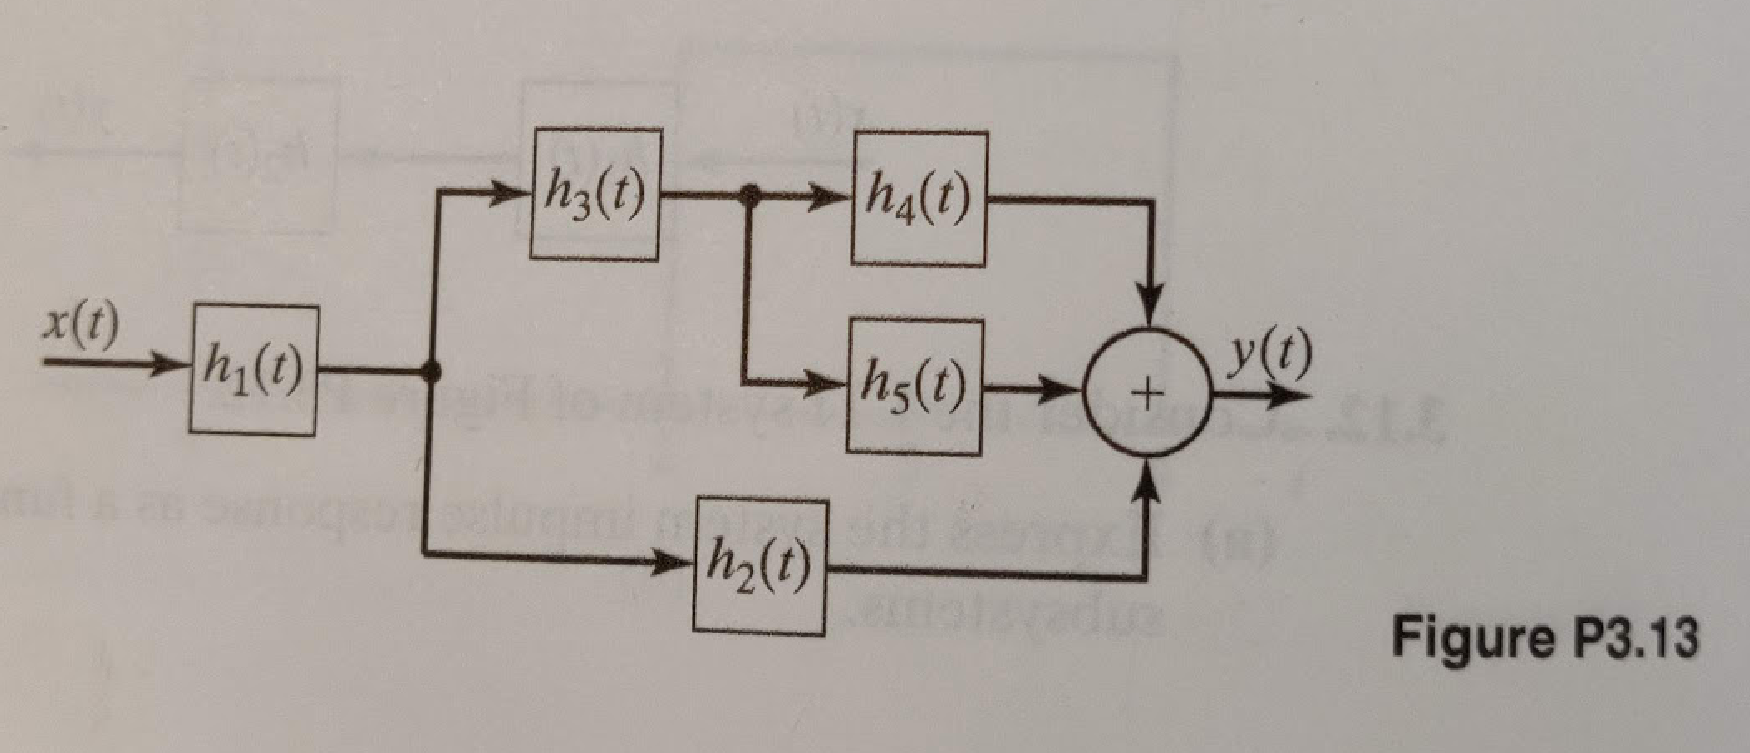 h₃(t)
h₄(t)
x(t)
h₁(t)
h₅(t)
+
y(t)
h₂(t)
Figure P3.13